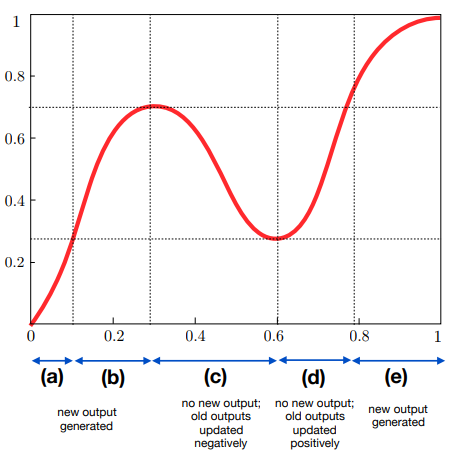 1
0.8
0.6
0.4
0.2
0 0.2 0.4 0.6 0.8 1
(a) (b) (c) (d) (e)
new output
generated
no new output;
old outputs
updated
negatively
no new output;
old outputs
updated
positively
new output
generated